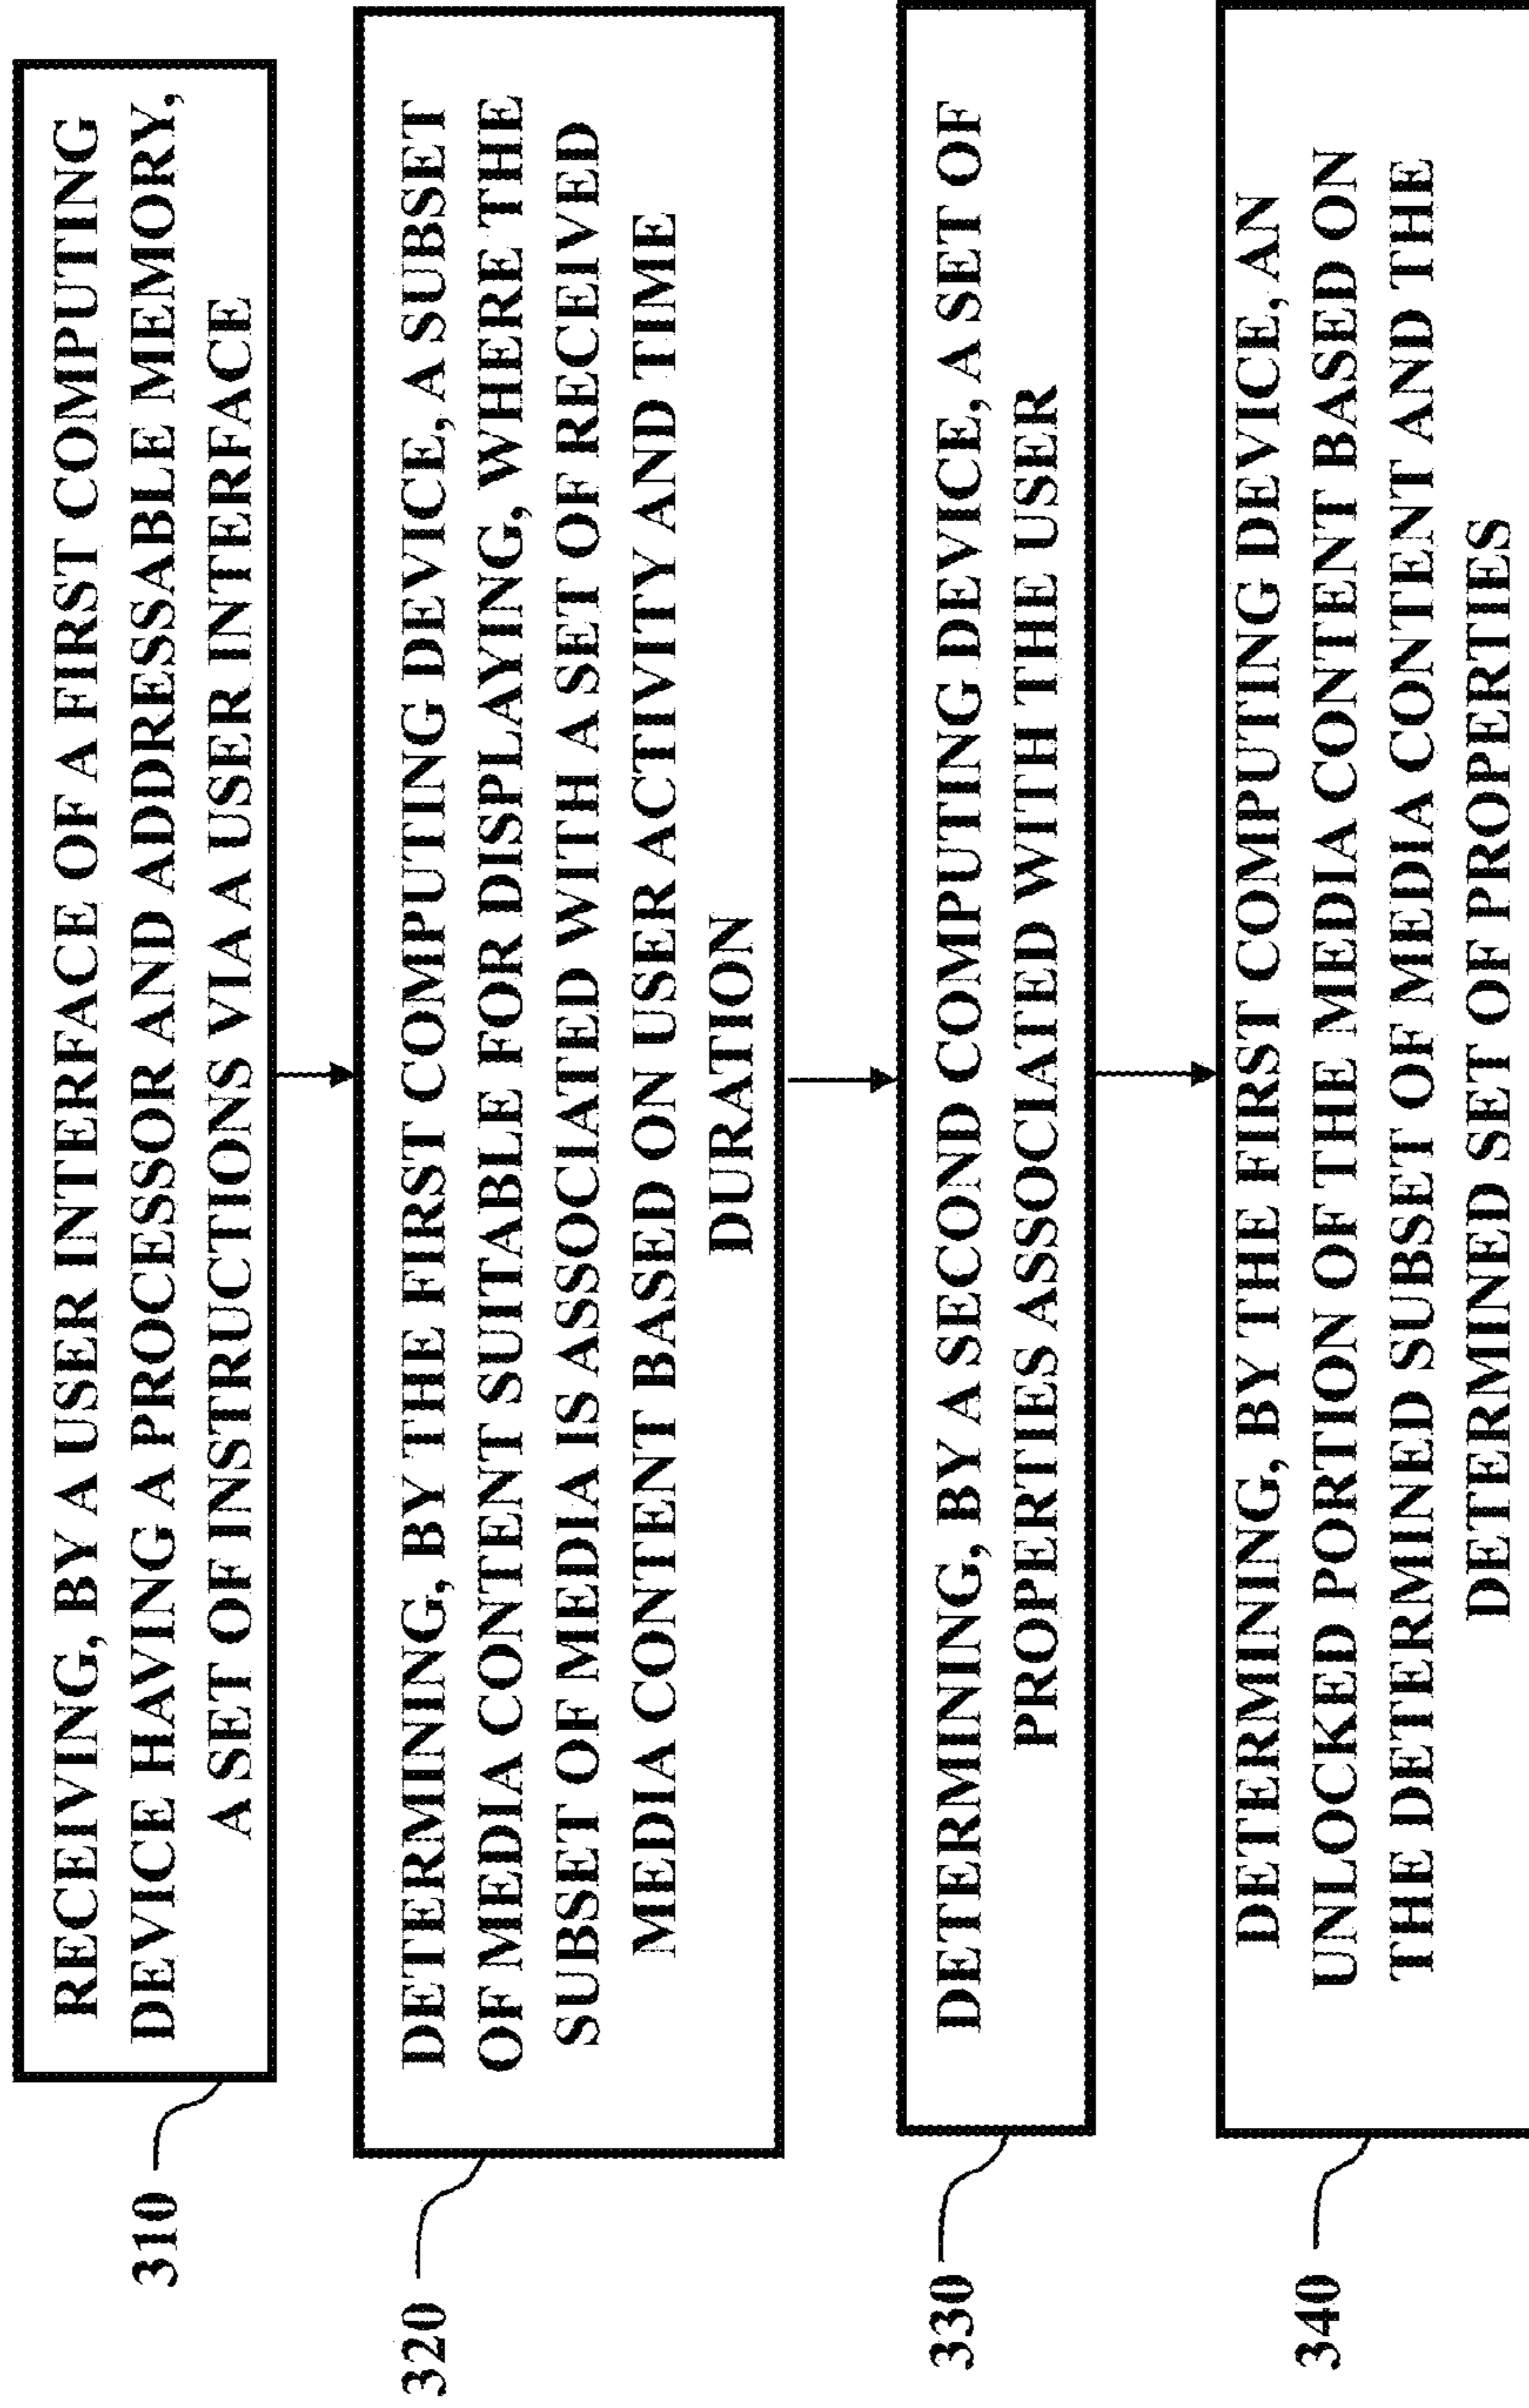 310
RECEIVING, BY A USER INTERFACE OF A FIRST COMPUTING
DEVICE HAVING A PROCESSOR AND ADDRESSABLE MEMORY,
A SET OF INSTRUCTIONS VIA A USER INTERFACE
320
DETERMINING, BY THE FIRST COMPUTING DEVICE, A SUBSET
OF MEDIA CONTENT SUITABLE FOR DISPLAYING, WHERE THE
SUBSET OF MEDIA IS ASSOCIATED WITH A SET OF RECEIVED
MEDIA CONTENT BASED ON USER ACTIVITY AND TIME
DURATION
330
DETERMINING, BY A SECOND COMPUTING DEVICE, A SET OF
PROPERTIES ASSOCIATED WITH THE USER
340
DETERMINING, BY THE FIRST COMPUTING DEVICE, AN
UNLOCKED PORTION OF THE MEDIA CONTENT BASED ON
THE DETERMINED SUBSET OF MEDIA CONTENT AND THE
DETERMINED SET OF PROPERTIES